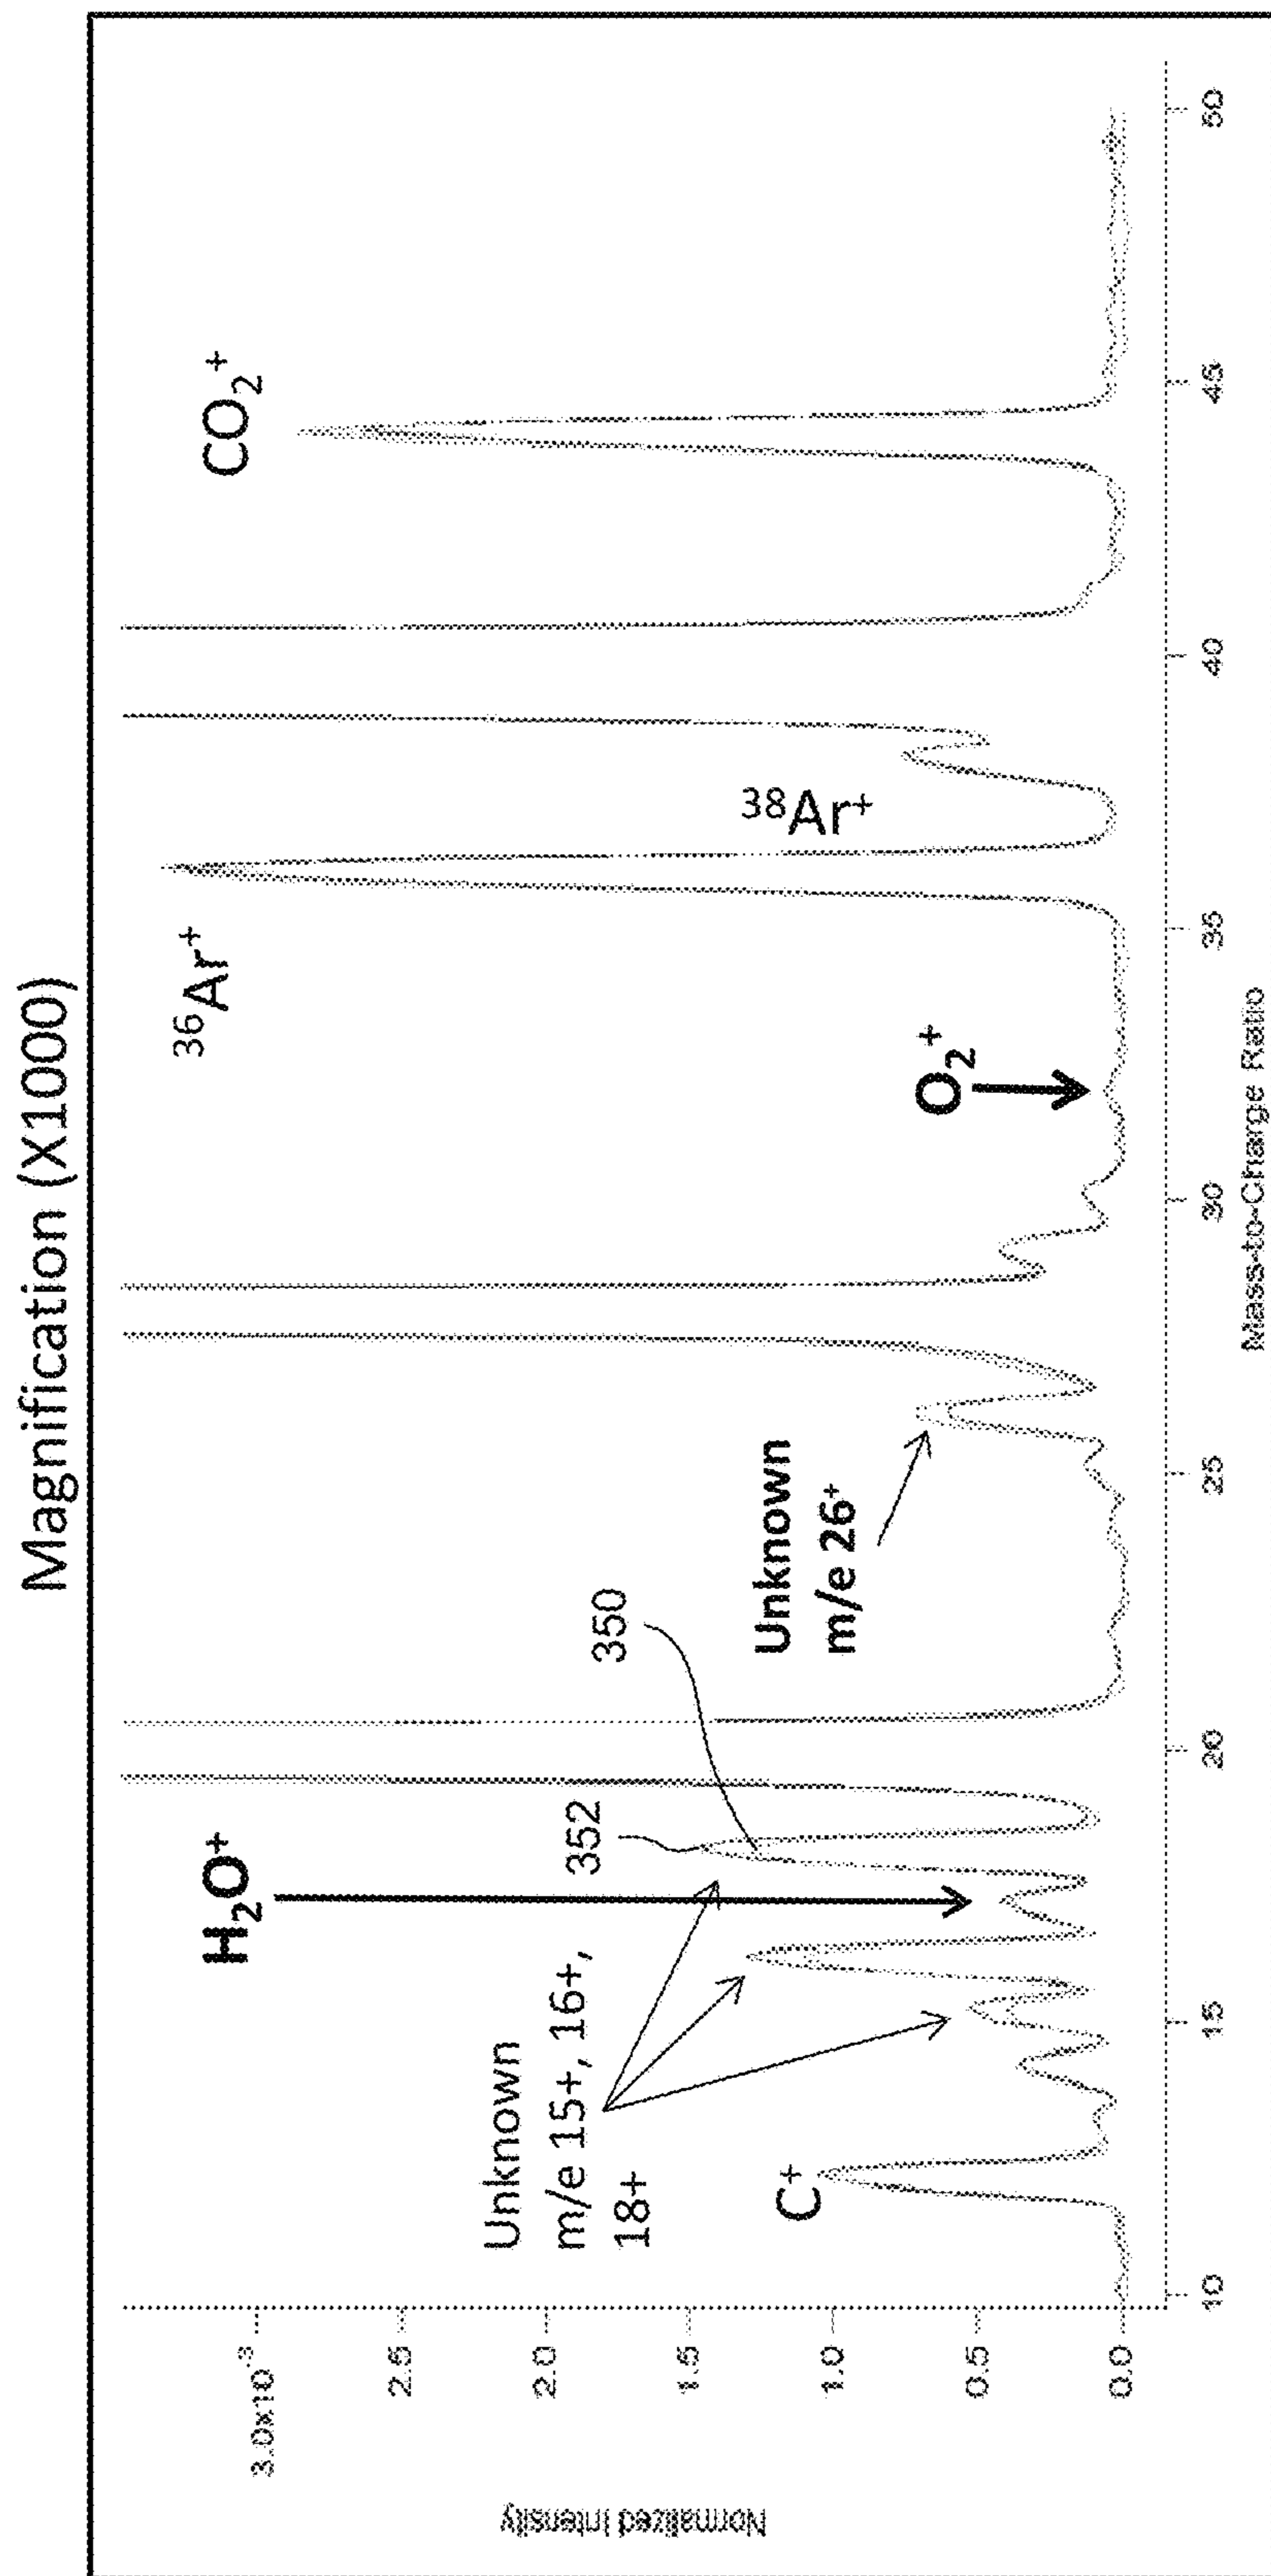 Magnification (X1000)
Normalized Intensity
3.0x10⁻³
2.5
2.0
1.5
1.0
0.5
0.0
H₂O⁺
Unknown
m/e 15+, 16+,
18+
C⁺
352
350
Unknown
m/e 26⁺
O₂⁺
³⁶Ar⁺
³⁸Ar⁺
CO₂⁺
10
15
20
25
30
35
40
45
50
Mass-to-Charge Ratio